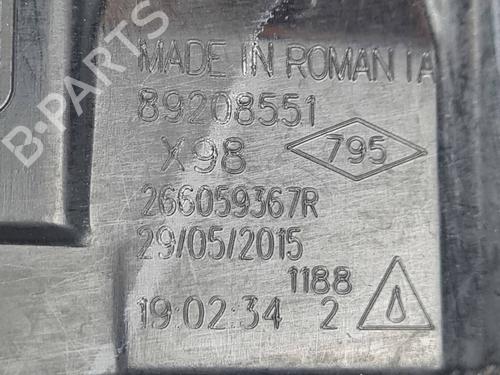 MADE IN ROMANIA
89208551
X98
795
266059367R
29/05/2015
1188
19:02:34 2
B-PARTS